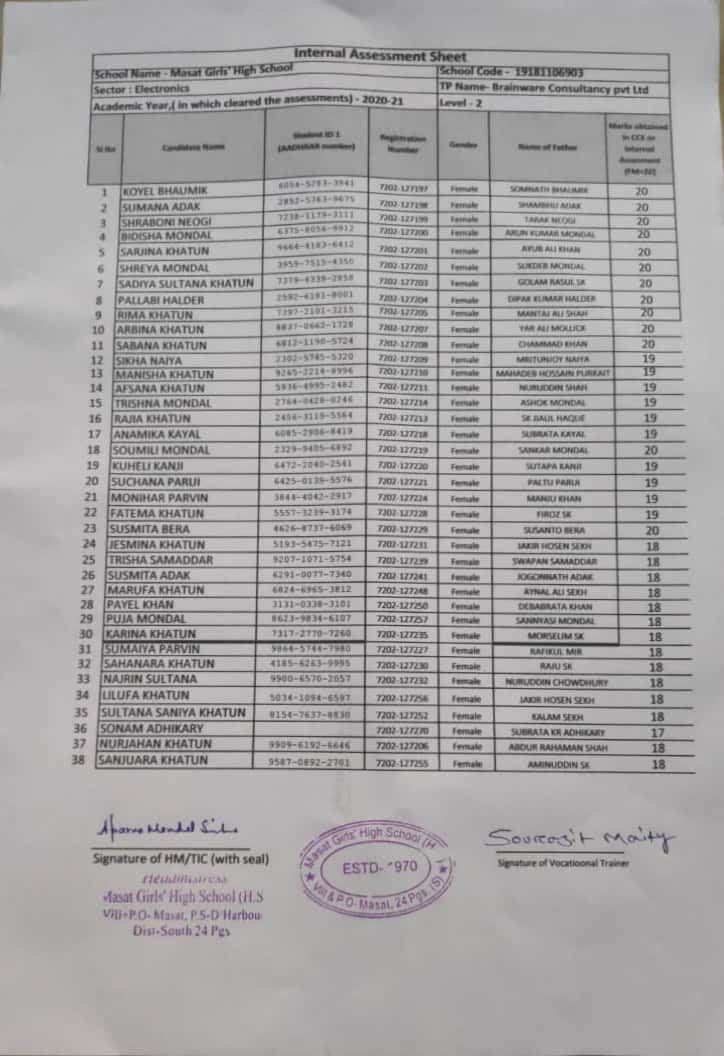 Internal Assessment Sheet
School Name - Masat Girls' High School School Code - 19181106903
Sector : Electronics TP Name- Brainware Consultancy pvt Ltd
Academic Year,( in which cleared the assessments) - 2020-21 Level - 2
Sl No Candidate Name Student ID 1 (AADHAAR number) Registration Number Gender Name of Father Marks obtained in CCE or Internal Assesment (FM=20)
1 KOYEL BHAUMIK 6054-5283-3941 7202-127197 Female SOMNATH BHAUMIK 20
2 SUMANA ADAK 2852-5763-9675 7202-127198 Female SHAMBHU ADAK 20
3 SHRABONI NEOGI 7238-1179-3111 7202-127199 Female TARAK NEOGI 20
4 BIDISHA MONDAL 6375-8056-9912 7202-127200 Female ARUN KUMAR MONDAL 20
5 SARJINA KHATUN 9664-8183-6412 7202-127201 Female AYUB ALI KHAN 20
6 SHREYA MONDAL 3959-7515-4350 7202-127202 Female SUKDEB MONDAL 20
7 SADIYA SULTANA KHATUN 7379-4339-2858 7202-127203 Female GOLAM RASUL SK 20
8 PALLABI HALDER 2592-6181-8001 7202-127204 Female DIPAK KUMAR HALDER 20
9 RIMA KHATUN 7397-2101-3215 7202-127205 Female MANTAJ ALI SHAH 20
10 ARBINA KHATUN 8837-0662-1728 7202-127207 Female YAR ALI MOLLICK 20
11 SABANA KHATUN 6812-1190-5724 7202-127208 Female CHAMMAD KHAN 20
12 SIKHA NAIYA 2302-5745-5320 7202-127209 Female MRITUNJOY NAIYA 19
13 MANISHA KHATUN 9265-2214-8996 7202-127210 Female MAHADEB HOSSAIN PURKAIT 19
14 AFSANA KHATUN 5936-4995-2482 7202-127211 Female NURUDDIN SHAH 19
15 TRISHNA MONDAL 2764-0428-0246 7202-127214 Female ASHOK MONDAL 19
16 RAJIA KHATUN 2456-3119-5564 7202-127213 Female SK JIAUL HAQUE 19
17 ANAMIKA KAYAL 6085-2906-8419 7202-127218 Female SUBRATA KAYAL 19
18 SOUMILI MONDAL 2329-9405-6892 7202-127219 Female SANKAR MONDAL 20
19 KUHELI KANJI 6472-2040-2541 7202-127220 Female SUTAPA KANJI 19
20 SUCHANA PARUI 6425-0139-5576 7202-127221 Female PALTU PARUI 19
21 MONIHAR PARVIN 3844-4042-2917 7202-127224 Female MANJU KHAN 19
22 FATEMA KHATUN 5557-3219-3174 7202-127228 Female FIROZ SK 19
23 SUSMITA BERA 4626-8737-6069 7202-127229 Female SUSANTO BERA 20
24 JESMINA KHATUN 5193-5475-7121 7202-127231 Female JAKIR HOSEN SEKH 18
25 TRISHA SAMADDAR 9207-1071-5754 7202-127239 Female SWAPAN SAMADDAR 18
26 SUSMITA ADAK 6291-0077-7340 7202-127241 Female JOGONNATH ADAK 18
27 MARUFA KHATUN 6824-6965-3812 7202-127248 Female AYNAL ALI SEKH 18
28 PAYEL KHAN 3131-0338-3101 7202-127250 Female DEBABRATA KHAN 18
29 PUJA MONDAL 8623-9834-6107 7202-127257 Female SANNYASI MONDAL 18
30 KARINA KHATUN 7317-2770-7260 7202-127235 Female MORSELIM SK 18
31 SUMAIYA PARVIN 9864-5744-7980 7202-127227 Female RAFIKUL MIR 18
32 SAHANARA KHATUN 4185-6263-9995 7202-127230 Female RAJU SK 18
33 NAJRIN SULTANA 9900-6570-2057 7202-127232 Female NURUDDIN CHOWDHURY 18
34 LILUFA KHATUN 5034-1094-6597 7202-127256 Female JAKIR HOSEN SEKH 18
35 SULTANA SANIYA KHATUN 8154-7637-8830 7202-127252 Female KALAM SEKH 18
36 SONAM ADHIKARY 7202-127270 Female SUBRATA KR ADHIKARY 17
37 NURJAHAN KHATUN 9909-6192-6646 7202-127206 Female ABDUR RAHAMAN SHAH 18
38 SANJUARA KHATUN 9587-0892-2701 7202-127255 Female AMINUDDIN SK 18
Sourajit Maity
Signature of HM/TIC (with seal)
Signature of Vocatioonal Trainer
Headmistress
Masat Girls' High School (H.S
Vill+P.O- Masat, P.S-D/Harbou
Dist-South 24 Pgs
Masat Girls' High School (H
ESTD- 1970
Vill & P.O- Masat, 24 Pgs. (S)